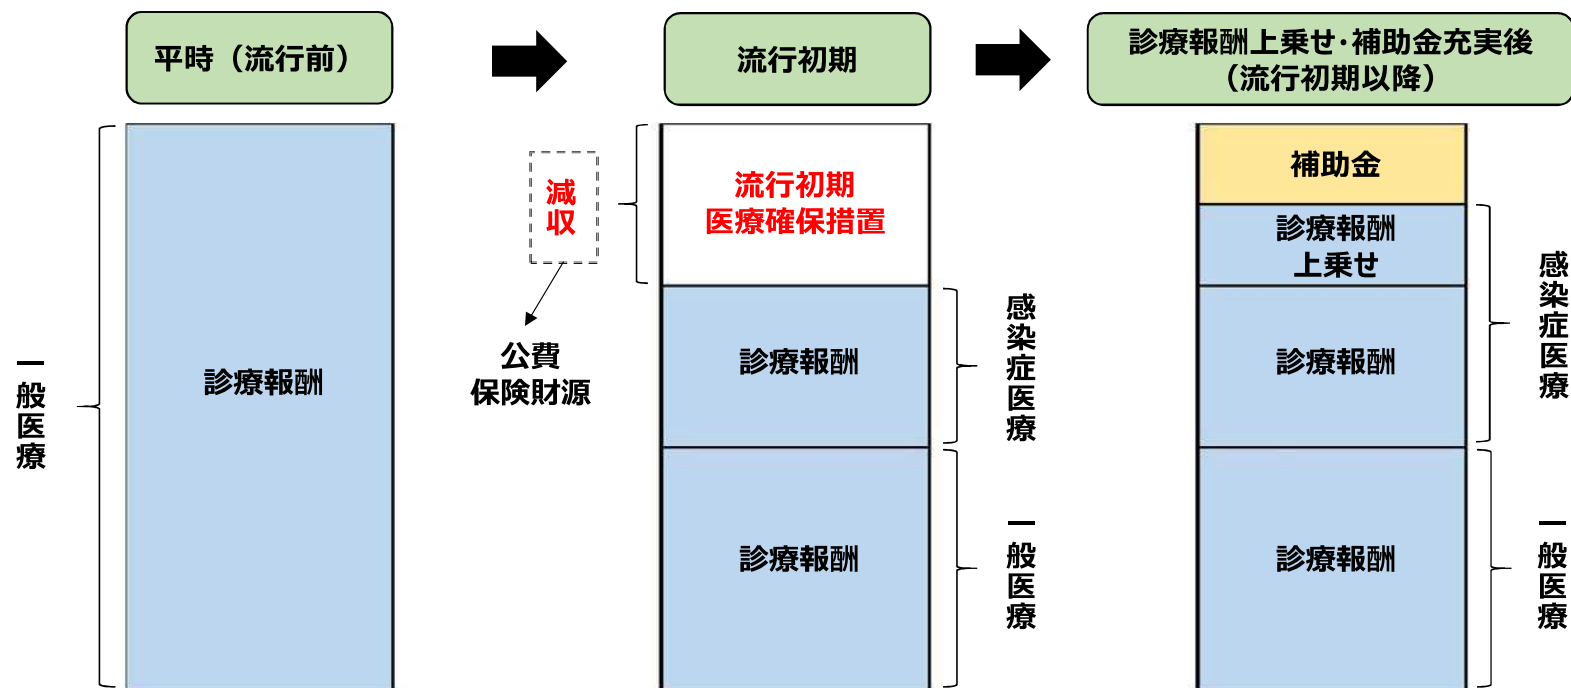 平時（流行前）
流行初期
診療報酬上乗せ・補助金充実後
（流行初期以降）
一般医療
診療報酬
減収
公費
保険財源
流行初期
医療確保措置
診療報酬
診療報酬
感染症医療
一般医療
補助金
診療報酬
上乗せ
診療報酬
診療報酬
感染症医療
一般医療